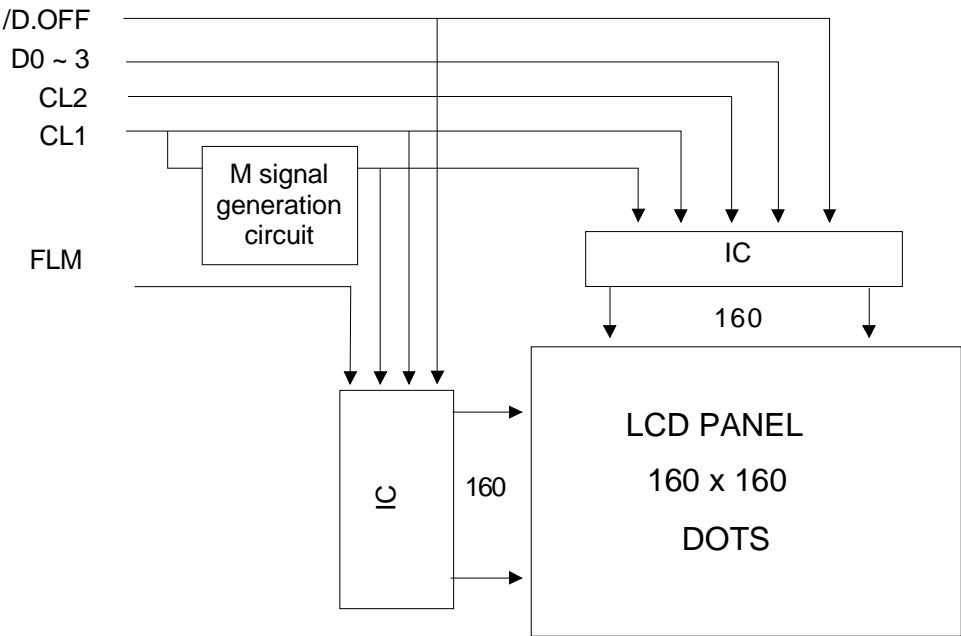 /D.OFF
D0 ~ 3
CL2
CL1
M signal
generation
circuit
FLM
IC
160
IC
160
LCD PANEL
160 x 160
DOTS